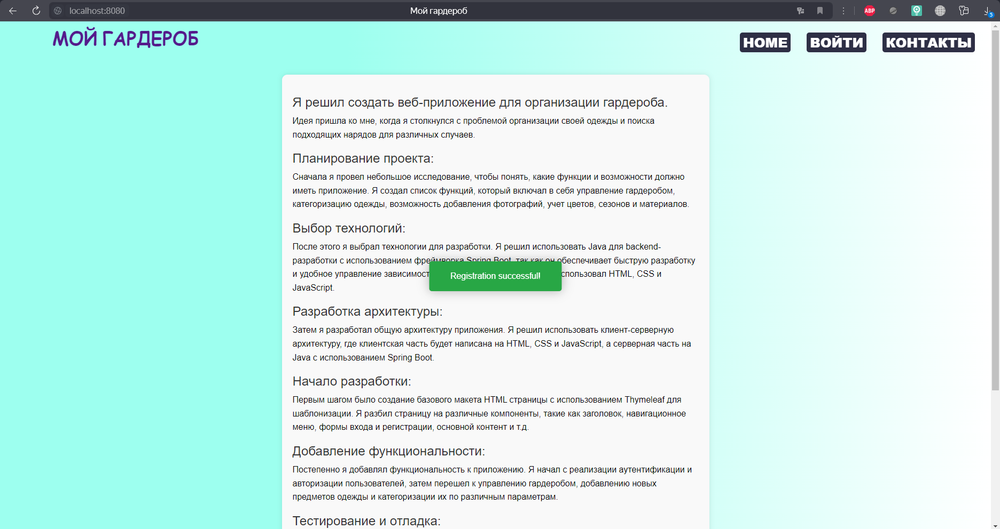 localhost:8080
Мой гардероб
ABP
5
МОЙ ГАРДЕРОБ
HOME
ВОЙТИ
КОНТАКТЫ
Я решил создать веб-приложение для организации гардероба.
Идея пришла ко мне, когда я столкнулся с проблемой организации своей одежды и поиска
подходящих нарядов для различных случаев.
Планирование проекта:
Сначала я провел небольшое исследование, чтобы понять, какие функции и возможности должно
иметь приложение. Я создал список функций, который включал в себя управление гардеробом,
категоризацию одежды, возможность добавления фотографий, учет цветов, сезонов и материалов.
Выбор технологий:
После этого я выбрал технологии для разработки. Я решил использовать Java для backend-
разработки с использованием фреймворка Spring Boot, так как он обеспечивает быструю разработку
и удобное управление зависимост спользовал HTML, CSS и
JavaScript.
Registration successful!
Разработка архитектуры:
Затем я разработал общую архитектуру приложения. Я решил использовать клиент-серверную
архитектуру, где клиентская часть будет написана на HTML, CSS и JavaScript, а серверная часть на
Java с использованием Spring Boot.
Начало разработки:
Первым шагом было создание базового макета HTML страницы с использованием Thymeleaf для
шаблонизации. Я разбил страницу на различные компоненты, такие как заголовок, навигационное
меню, формы входа и регистрации, основной контент и т.д.
Добавление функциональности:
Постепенно я добавлял функциональность к приложению. Я начал с реализации аутентификации и
авторизации пользователей, затем перешел к управлению гардеробом, добавлению новых
предметов одежды и категоризации их по различным параметрам.
Тестирование и отладка: